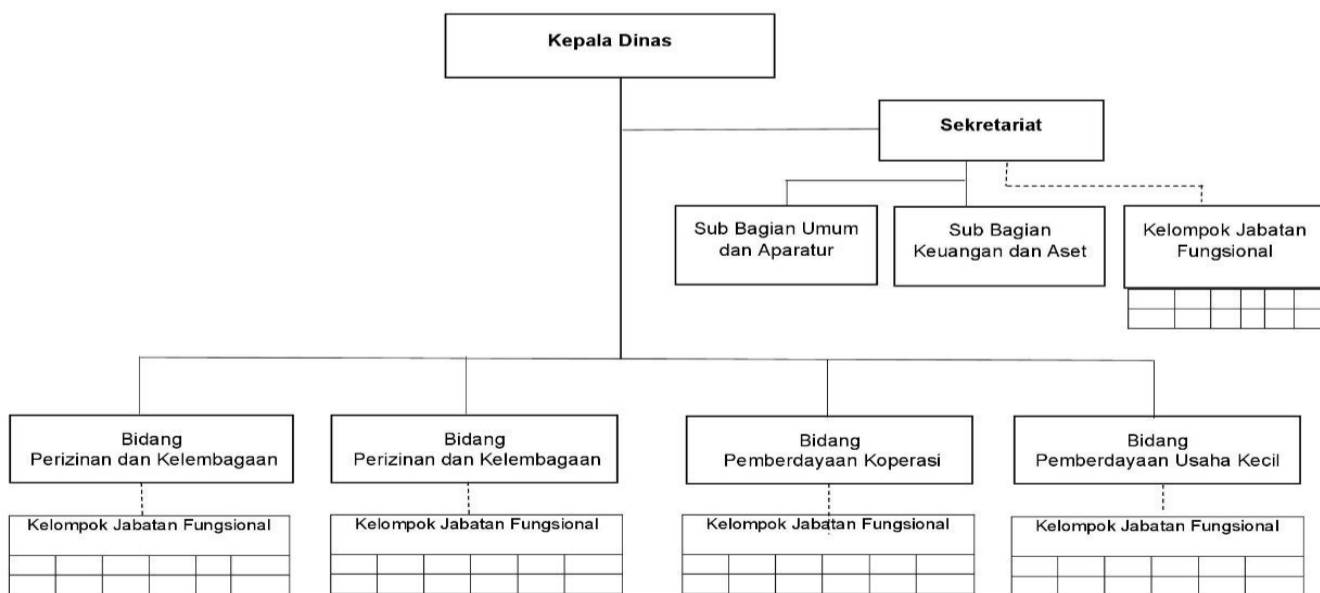 Kepala Dinas
Sekretariat
Sub Bagian Umum
dan Aparatur
Sub Bagian
Keuangan dan Aset
Kelompok Jabatan
Fungsional
Bidang
Perizinan dan Kelembagaan
Bidang
Perizinan dan Kelembagaan
Bidang
Pemberdayaan Koperasi
Bidang
Pemberdayaan Usaha Kecil
Kelompok Jabatan Fungsional
Kelompok Jabatan Fungsional
Kelompok Jabatan Fungsional
Kelompok Jabatan Fungsional